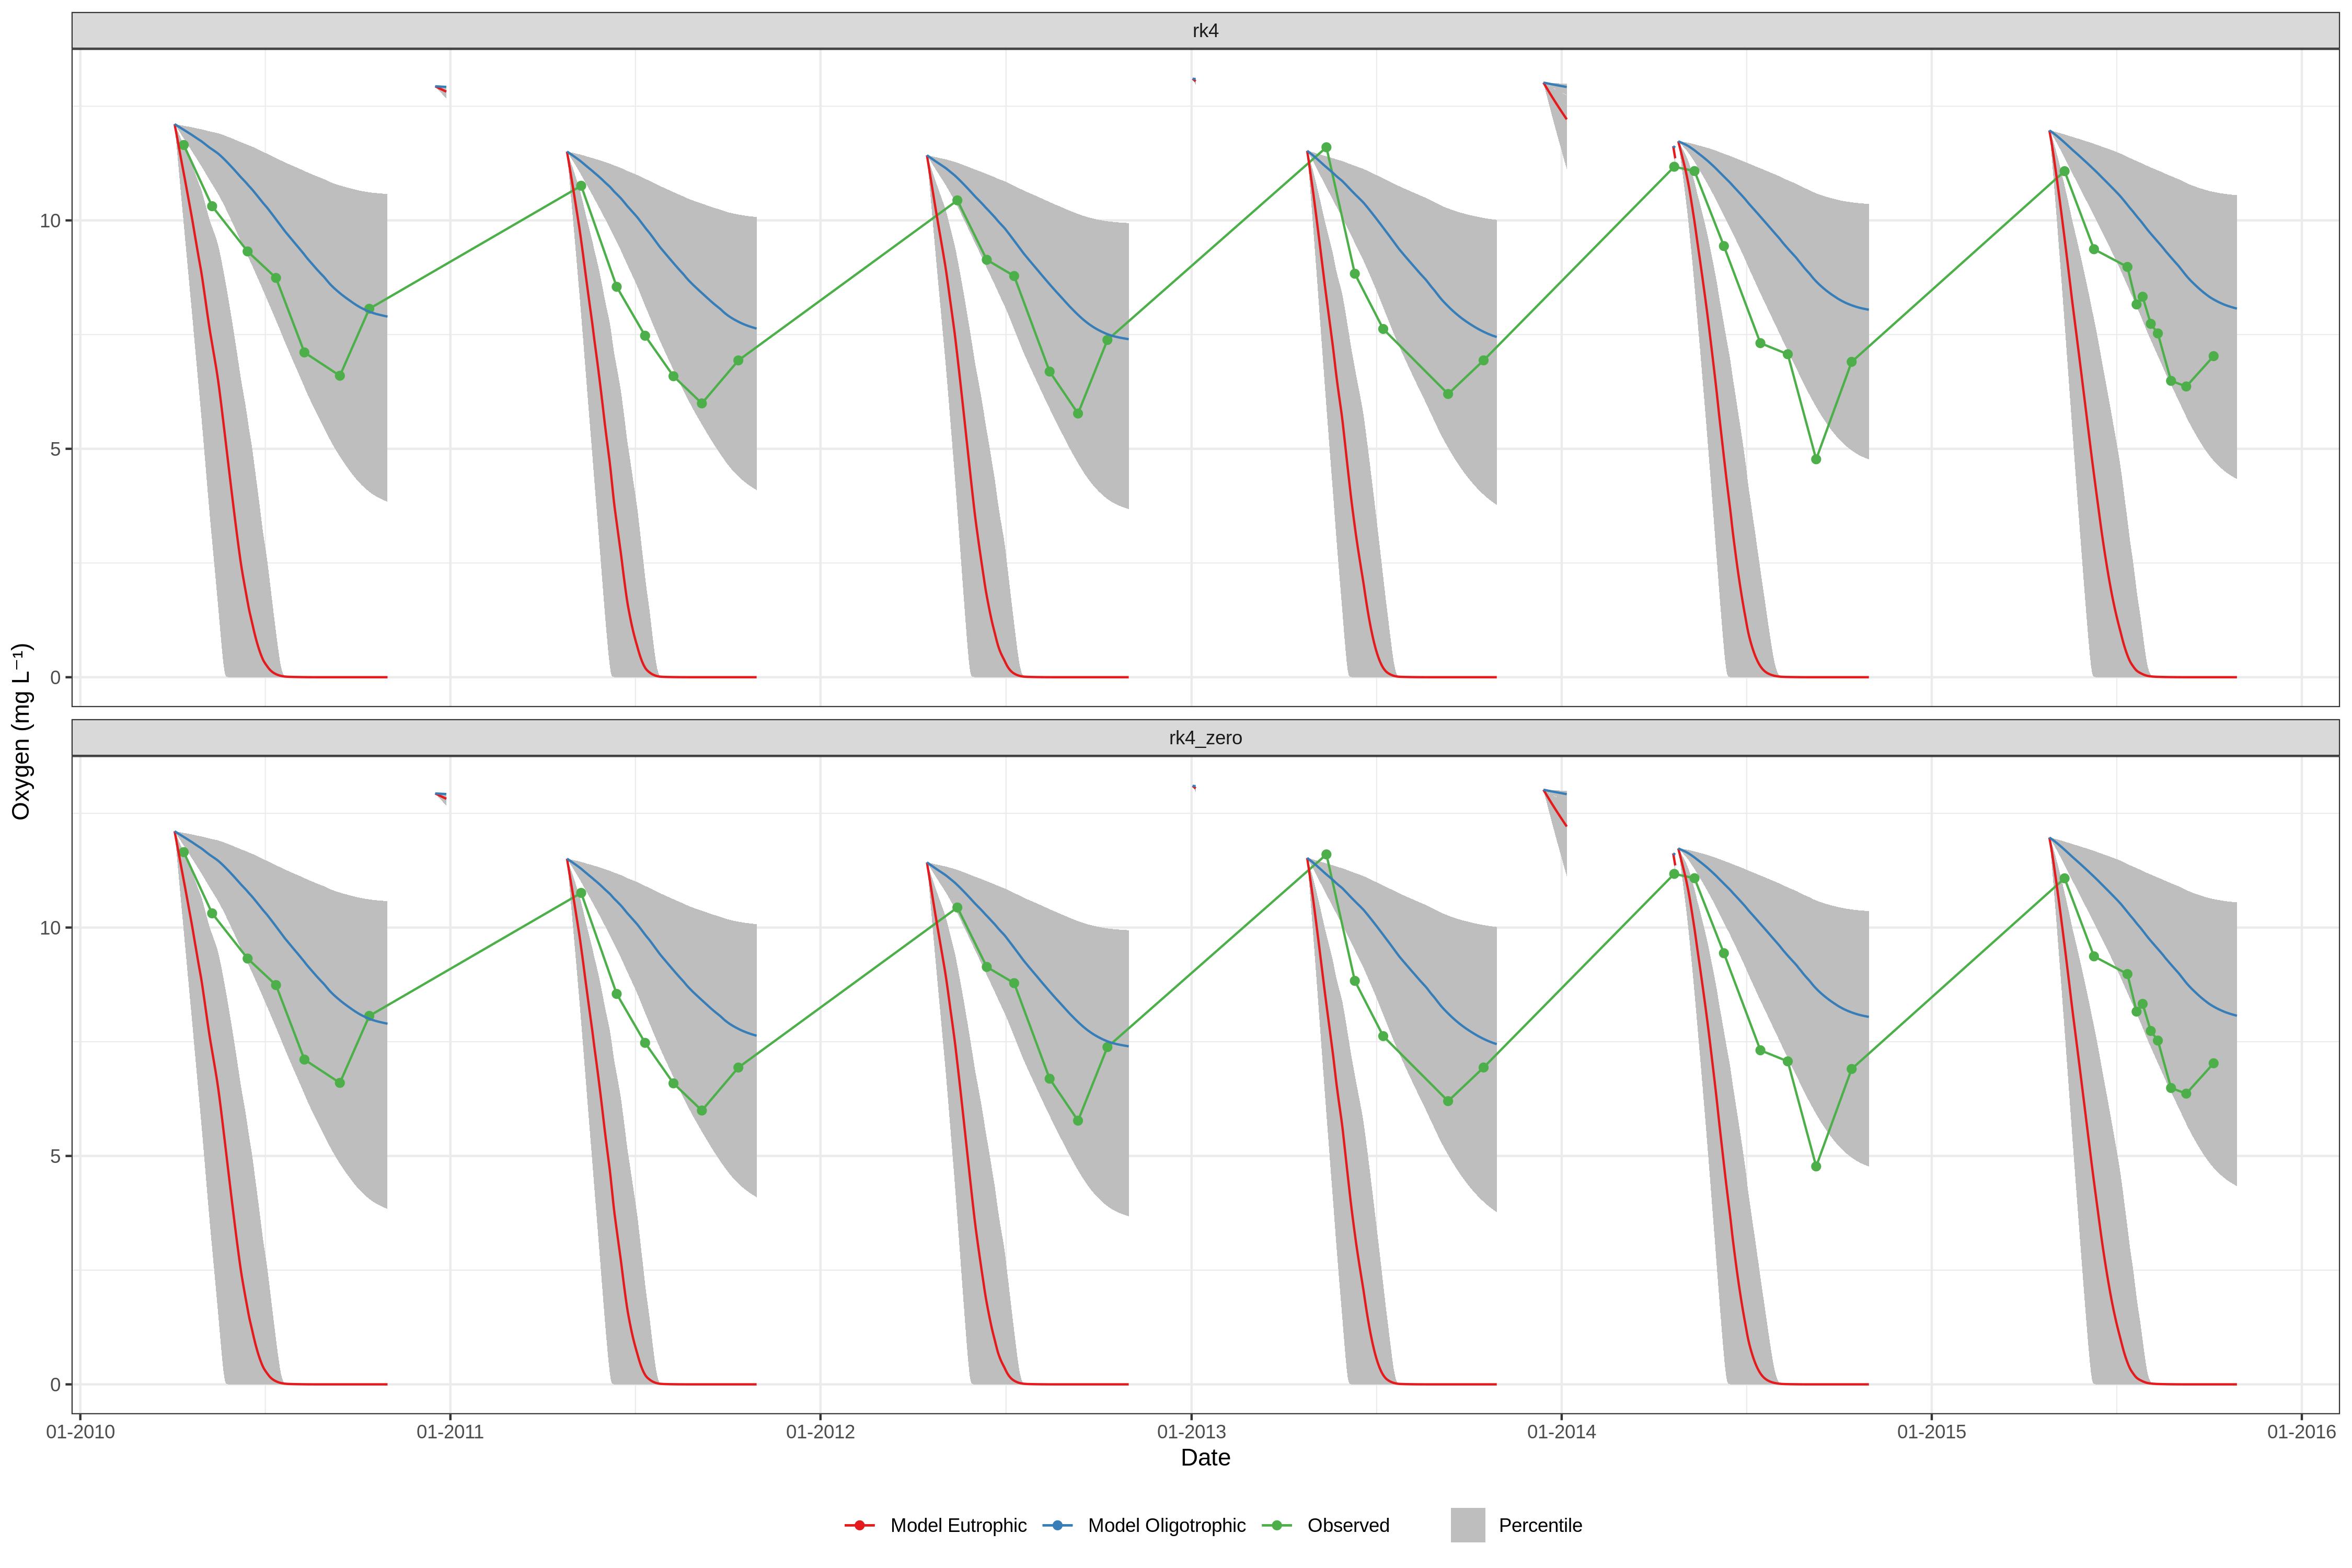 rk4
10
5
0
Oxygen (mg L⁻¹)
rk4_zero
10
5
0
01-2010 01-2011 01-2012 01-2013 01-2014 01-2015 01-2016
Date
Model Eutrophic Model Oligotrophic Observed Percentile